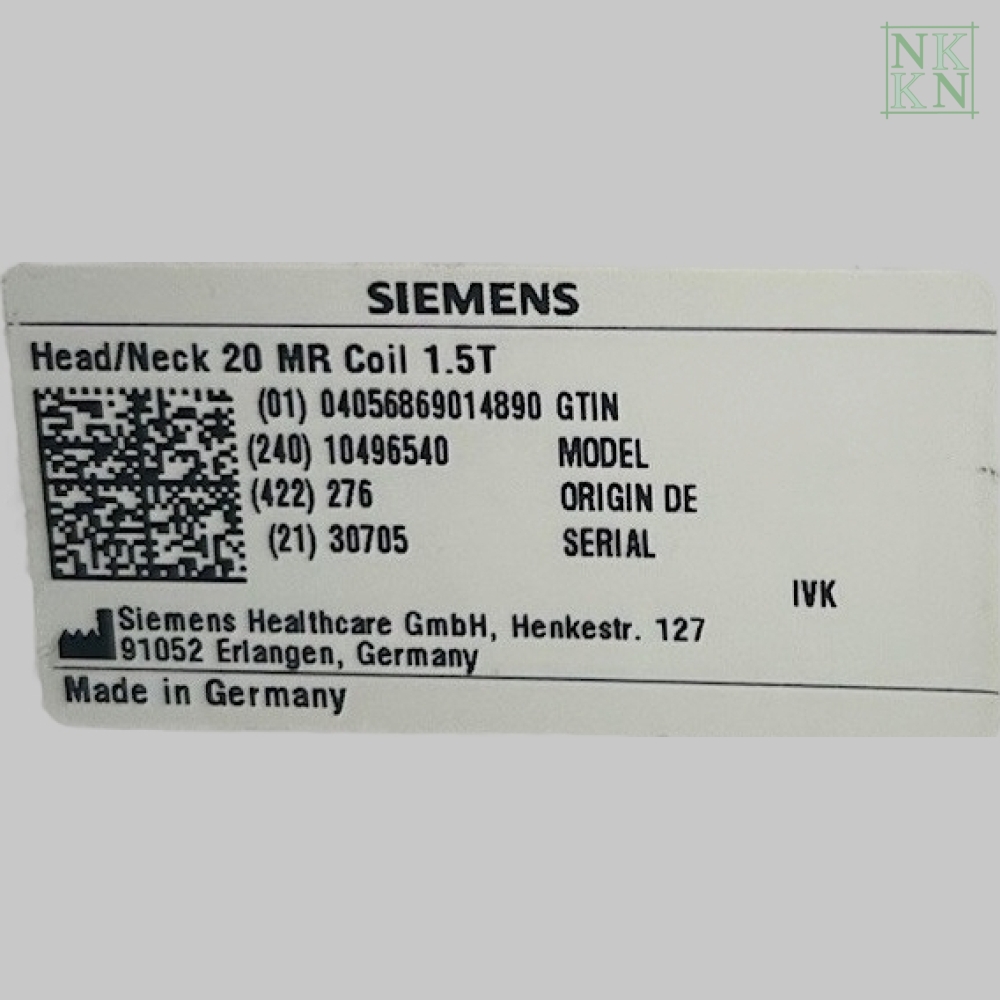 NK
KN
SIEMENS
Head/Neck 20 MR Coil 1.5T
(01) 04056869014890 GTIN
(240) 10496540 MODEL
(422) 276 ORIGIN DE
(21) 30705 SERIAL
IVK
Siemens Healthcare GmbH, Henkestr. 127
91052 Erlangen, Germany
Made in Germany